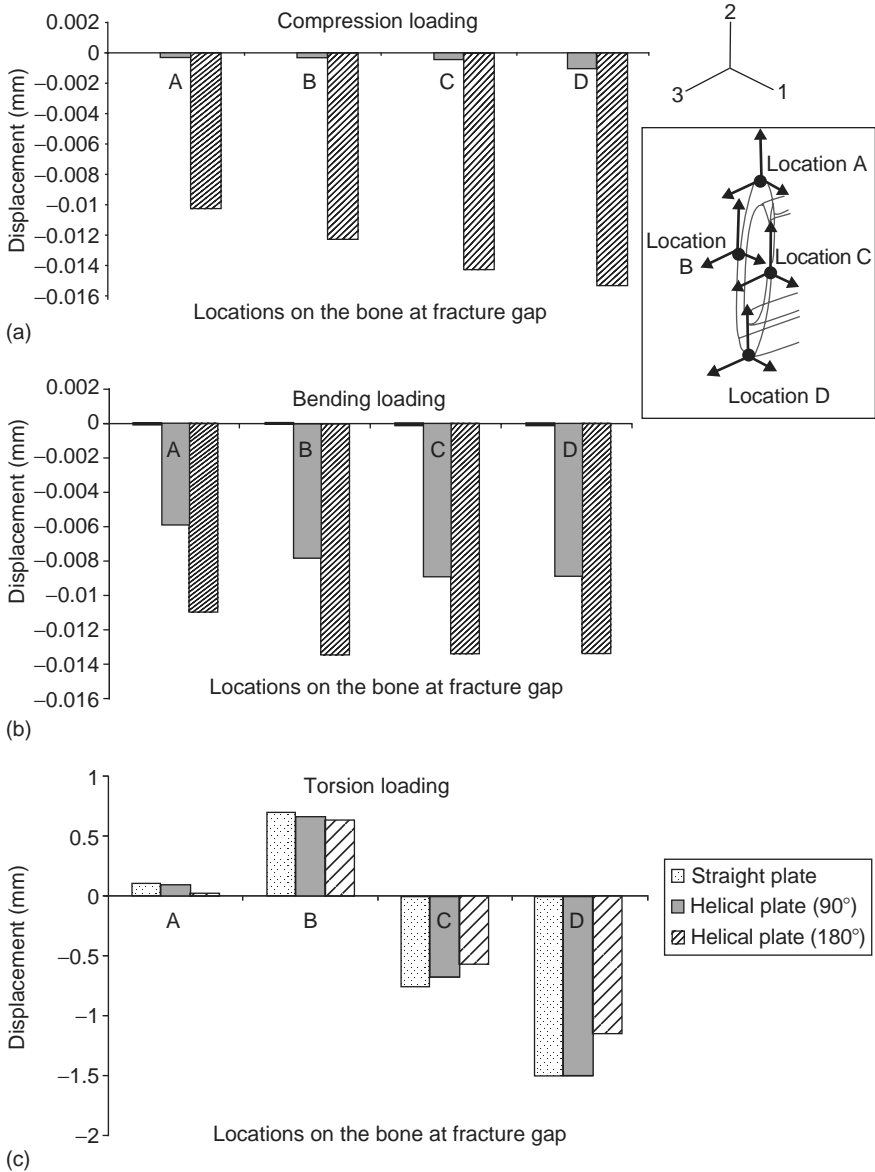 Compression loading
0.002
0
−0.002
−0.004
−0.006
−0.008
−0.01
−0.012
−0.014
−0.016
Displacement (mm)
A
B
C
D
Locations on the bone at fracture gap
(a)
2
3
1
Location A
Location
B
Location C
Location D
Bending loading
0.002
0
−0.002
−0.004
−0.006
−0.008
−0.01
−0.012
−0.014
−0.016
Displacement (mm)
A
B
C
D
Locations on the bone at fracture gap
(b)
Torsion loading
1
0.5
0
−0.5
−1
−1.5
−2
Displacement (mm)
A
B
C
D
Locations on the bone at fracture gap
(c)
Straight plate
Helical plate (90°)
Helical plate (180°)